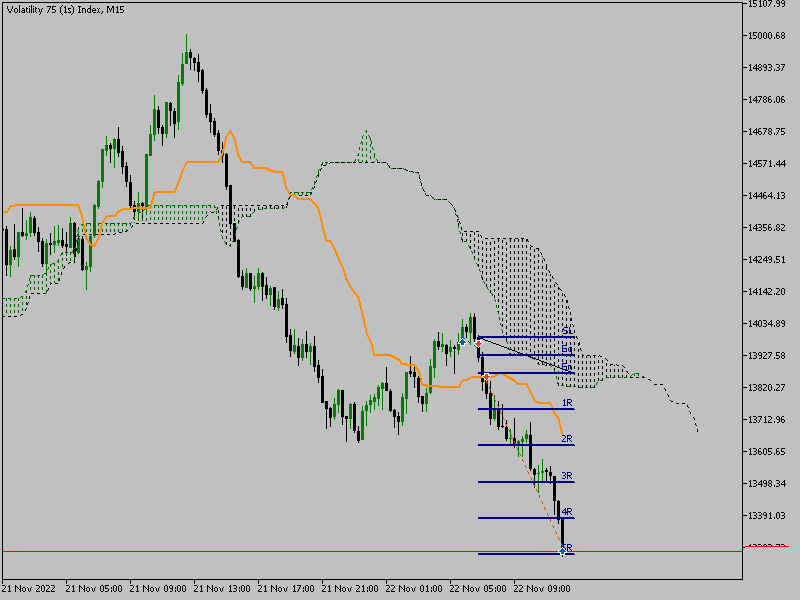 Volatility 75 (1s) Index, M15
15107.99
15000.68
14893.37
14786.06
14678.75
14571.44
14464.13
14356.82
14249.51
14142.20
14034.89
13927.58
13820.27
13712.96
13605.65
13498.34
13391.03
SL
1R
2R
3R
4R
5R
21 Nov 2022
21 Nov 05:00
21 Nov 09:00
21 Nov 13:00
21 Nov 17:00
21 Nov 21:00
22 Nov 01:00
22 Nov 05:00
22 Nov 09:00